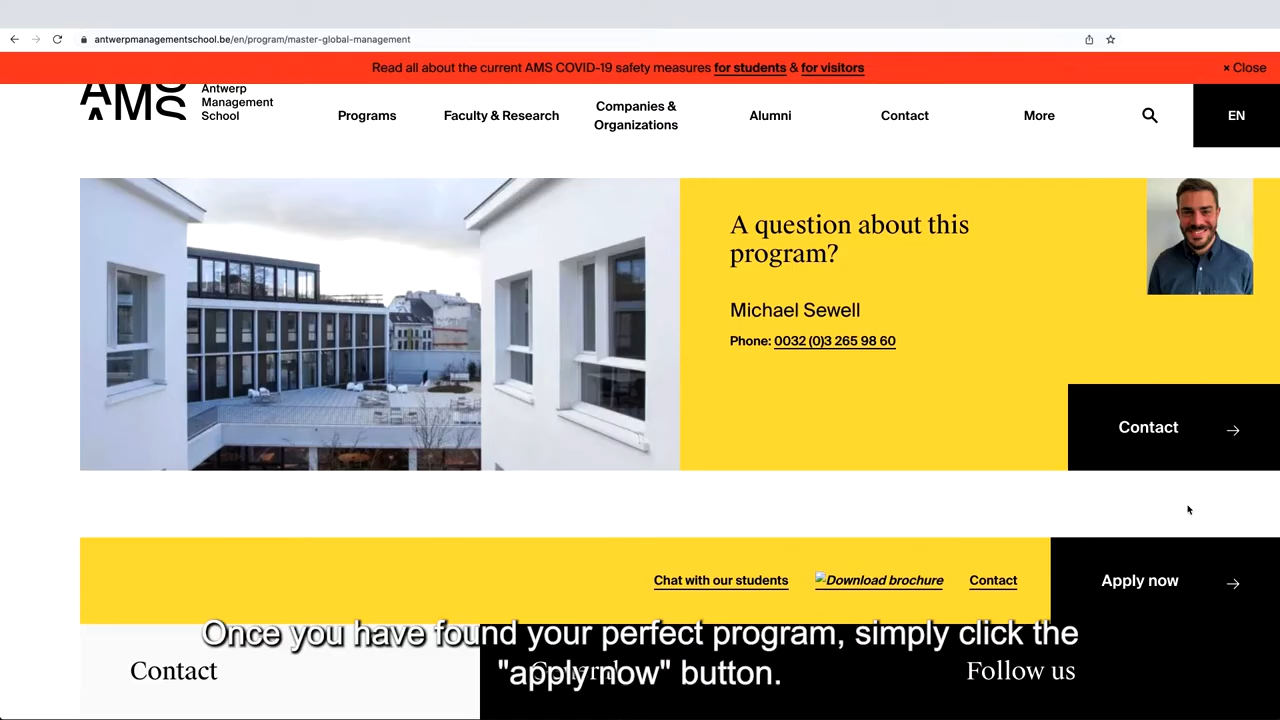 antwerpmanagementschool.be/en/program/master-global-management
Read all about the current AMS COVID-19 safety measures for students & for visitors
× Close
AMS
Antwerp
Management
School
Programs
Faculty & Research
Companies &
Organizations
Alumni
Contact
More
EN
A question about this
program?
Michael Sewell
Phone: 0032 (0)3 265 98 60
Contact
Chat with our students
Download brochure
Contact
Apply now
Once you have found your perfect program, simply click the
"apply now" button.
Contact
Follow us